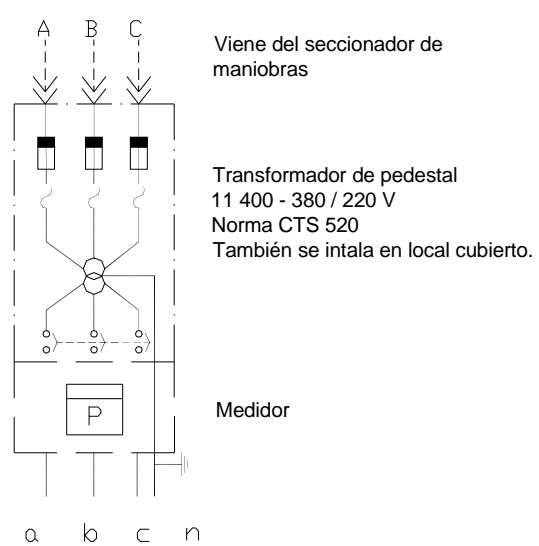 A B C
Viene del seccionador de
maniobras
Transformador de pedestal
11 400 - 380 / 220 V
Norma CTS 520
También se intala en local cubierto.
P
Medidor
a b c n